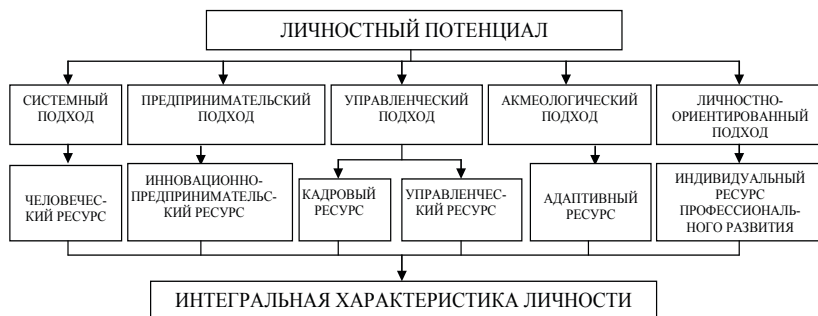 ЛИЧНОСТНЫЙ ПОТЕНЦИАЛ
СИСТЕМНЫЙ
ПОДХОД
ПРЕДПРИНИМАТЕЛЬСКИЙ
ПОДХОД
УПРАВЛЕНЧЕСКИЙ
ПОДХОД
АКМЕОЛОГИЧЕСКИЙ
ПОДХОД
ЛИЧНОСТНО-
ОРИЕНТИРОВАННЫЙ
ПОДХОД
ЧЕЛОВЕЧЕС-
КИЙ РЕСУРС
ИННОВАЦИОННО-
ПРЕДПРИНИМАТЕЛЬС-
КИЙ РЕСУРС
КАДРОВЫЙ
РЕСУРС
УПРАВЛЕНЧЕС-
КИЙ РЕСУРС
АДАПТИВНЫЙ
РЕСУРС
ИНДИВИДУАЛЬНЫЙ
РЕСУРС
ПРОФЕССИОНАЛЬ-
НОГО РАЗВИТИЯ
ИНТЕГРАЛЬНАЯ ХАРАКТЕРИСТИКА ЛИЧНОСТИ